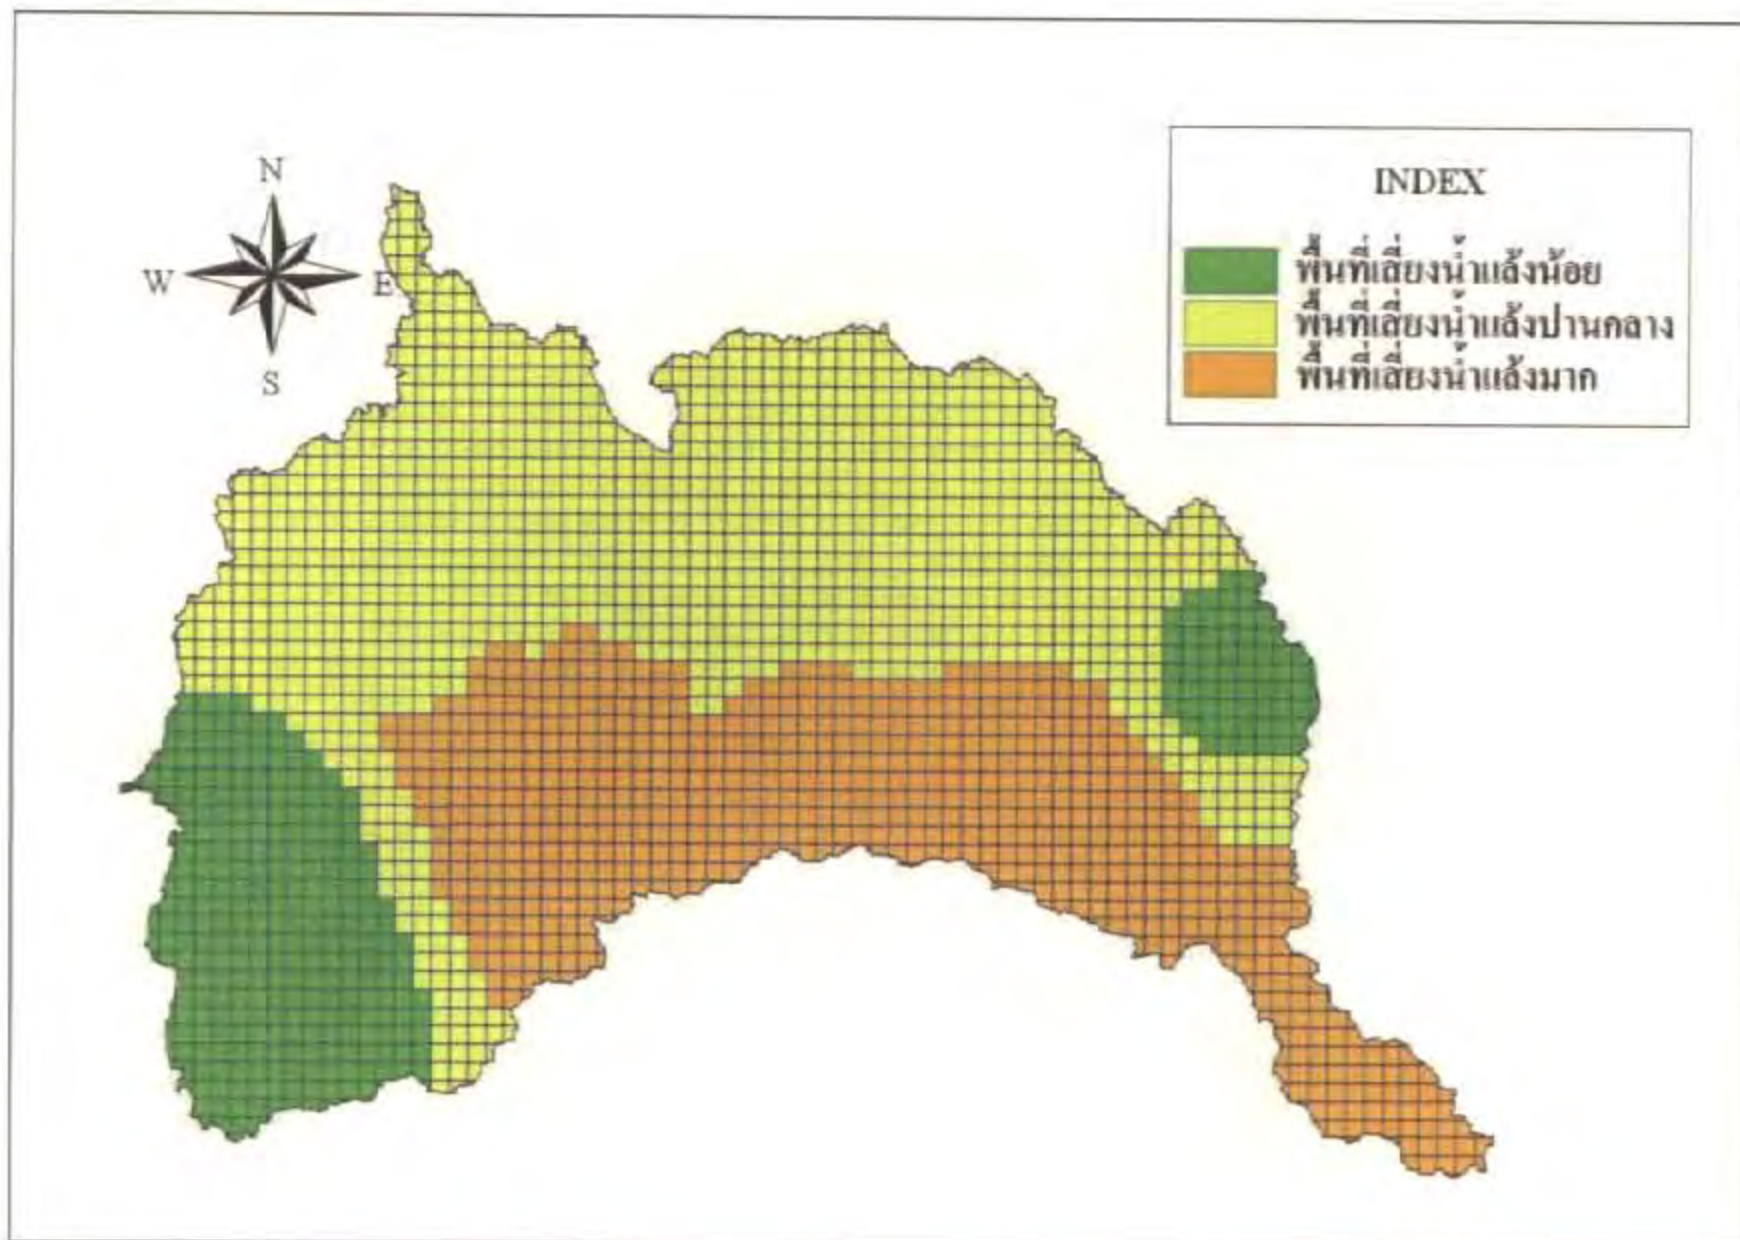 N
W E
S
INDEX
พื้นที่เสี่ยงน้ำแล้งน้อย
พื้นที่เสี่ยงน้ำแล้งปานกลาง
พื้นที่เสี่ยงน้ำแล้งมาก